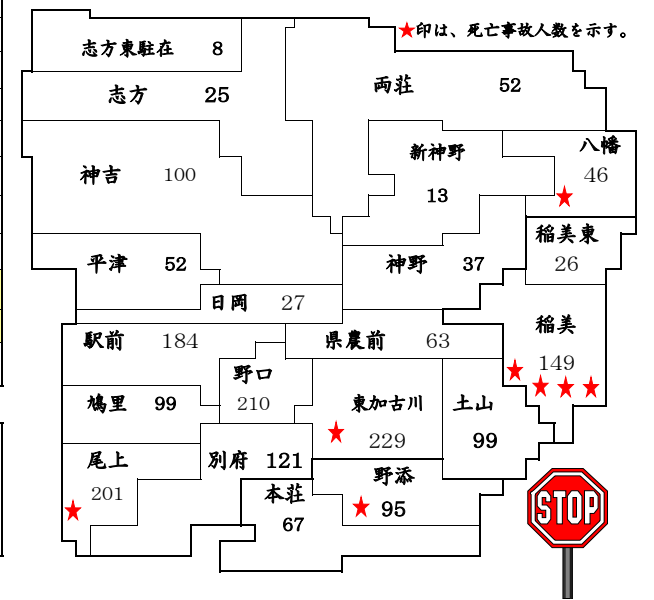 ★印は、死亡事故人数を示す。
志方東駐在 8
志方 25
両荘 52
新神野
13
八幡
46
★
神吉 100
稲美東
26
平津 52
神野 37
日岡 27
稲美
149
★ ★ ★ ★
駅前 184
県農前 63
野口
210
鳩里 99
東加古川
★ 229
土山
99
尾上
201
★
別府 121
野添
★ 95
本荘
67
STOP